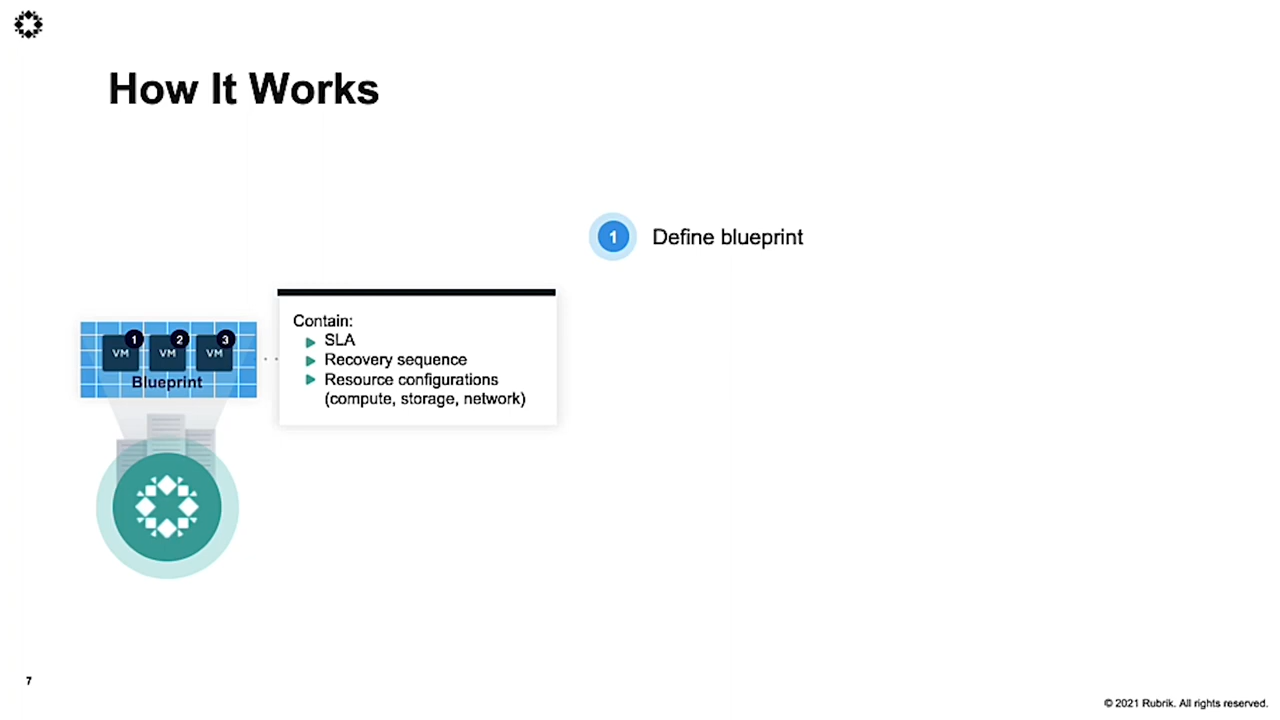 How It Works
1 Define blueprint
Contain:
SLA
Recovery sequence
Resource configurations
(compute, storage, network)
1 2 3
VM VM VM
Blueprint
7
© 2021 Rubrik. All rights reserved.